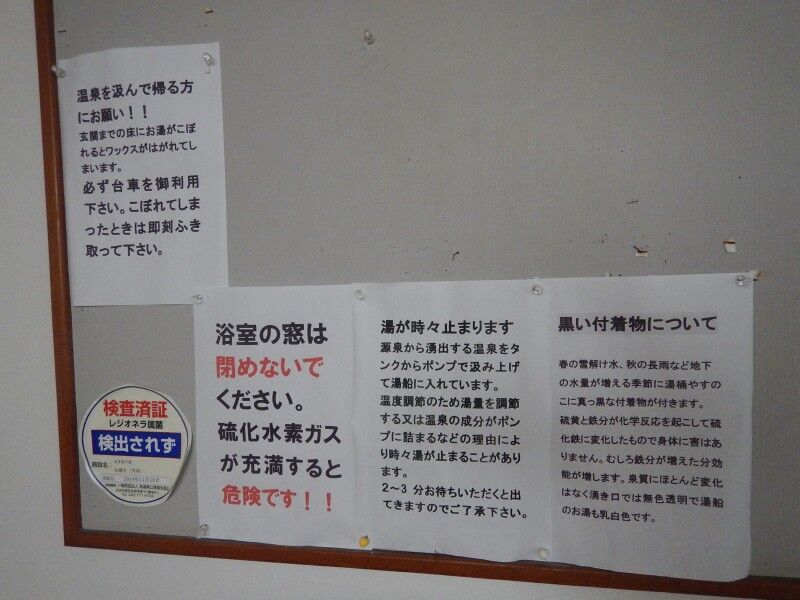 温泉を汲んで帰る方
にお願い！！
玄関までの床にお湯がこぼ
れるとワックスがはがれてし
まいます。
必ず台車を御利用
下さい。こぼれてしま
ったときは即刻ふき
取って下さい。
浴室の窓は
閉めないで
ください。
硫化水素ガス
が充満すると
危険です！！
湯が時々止まります
源泉から湧出する温泉をタ
ンクからポンプで汲み上げ
て湯船に入れています。
温度調節のため湯量を調節
する又は温泉の成分がポン
プに詰まるなどの理由によ
り時々湯が止まることがあり
ます。
2～3 分お待ちいただくと出
てきますのでご了承下さい。
黒い付着物について
春の雪解け水、秋の長雨など地下
の水量が増える季節に湯桶やすの
こに真っ黒な付着物が付きます。
硫黄と鉄分が化学反応を起こして硫
化鉄に変化したもので身体に害はあ
りません。むしろ鉄分が増えた分効
能が増します。泉質にほとんど変化
はなく湧き口では無色透明で湯船
のお湯も乳白色です。
検査済証
レジオネラ属菌
検出されず
施設名：